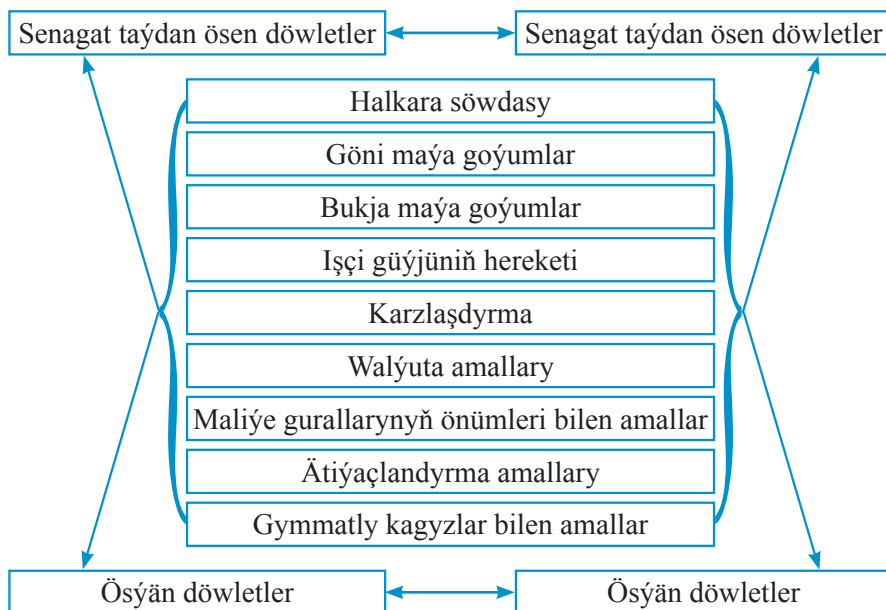 Senagat taýdan ösen döwletler
Senagat taýdan ösen döwletler
Halkara söwdasy
Göni maýa goýumlar
Bukja maýa goýumlar
Işçi güýjüniň hereketi
Karzlaşdyrma
Walýuta amallary
Maliýe gurallarynyň önümleri bilen amallar
Ätiýaçlandyrma amallary
Gymmatly kagyzlar bilen amallar
Ösýän döwletler
Ösýän döwletler